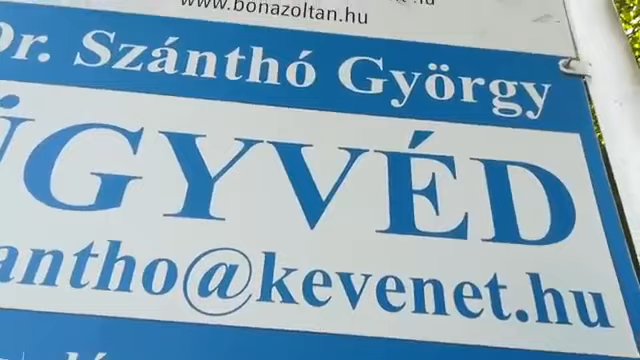 www.bonazoltan.hu
Dr. Szánthó György
ÜGYVÉD
antho@kevenet.hu